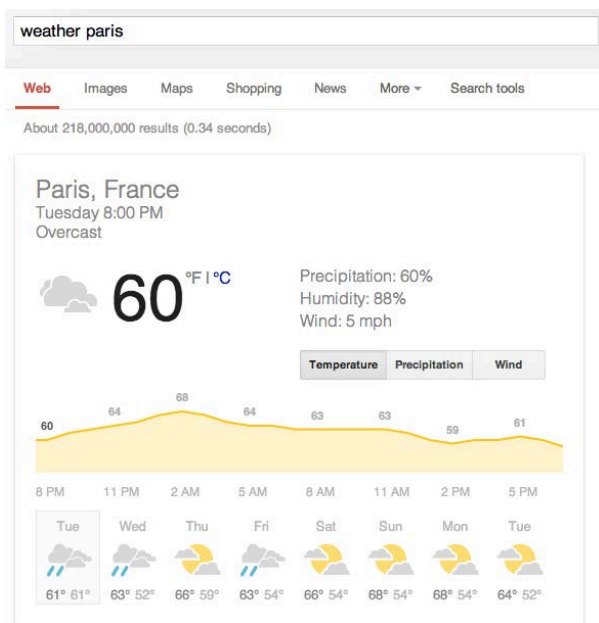 weather paris
Web Images Maps Shopping News More Search tools
About 218,000,000 results (0.34 seconds)
Paris, France
Tuesday 8:00 PM
Overcast
60 °F | °C
Precipitation: 60%
Humidity: 88%
Wind: 5 mph
Temperature Precipitation Wind
60 64 68 64 63 63 59 61
8 PM 11 PM 2 AM 5 AM 8 AM 11 AM 2 PM 5 PM
Tue Wed Thu Fri Sat Sun Mon Tue
61° 61° 63° 52° 66° 59° 63° 54° 66° 54° 68° 54° 68° 54° 64° 52°